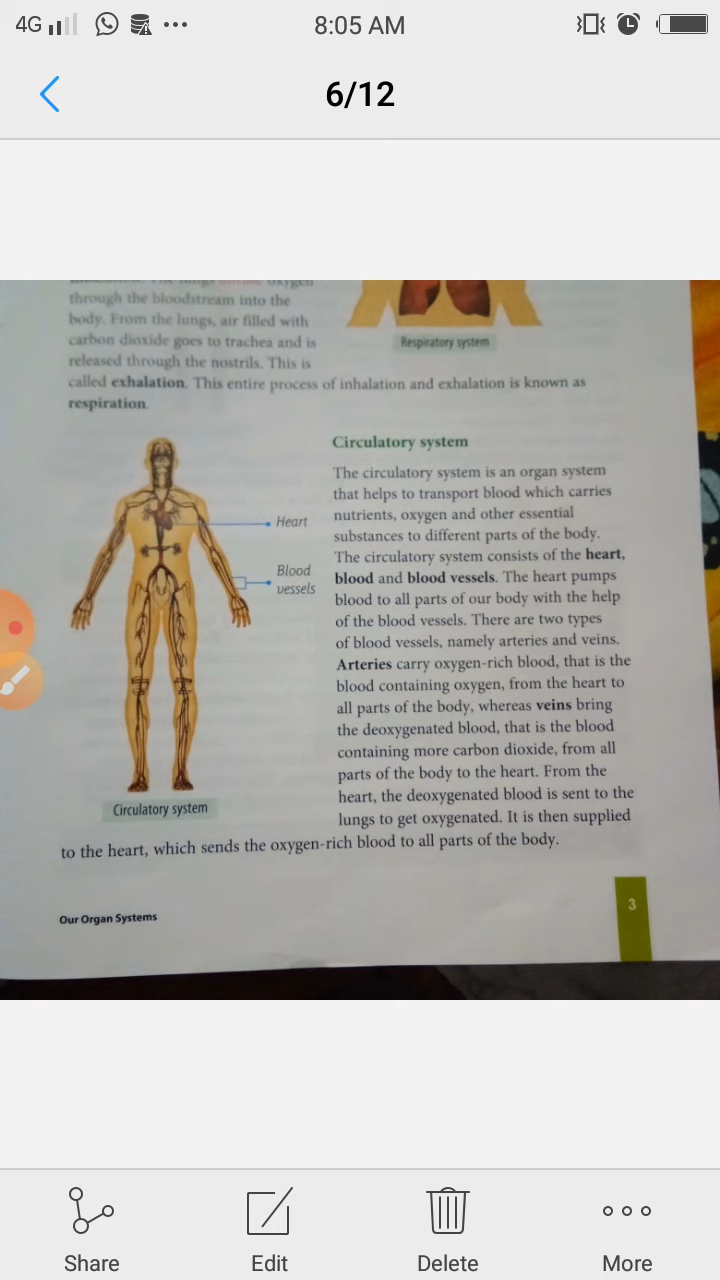 4G 8:05 AM
6/12
oxygen
through the bloodstream into the
body. From the lungs, air filled with
carbon dioxide goes to trachea and is
released through the nostrils. This is
called exhalation. This entire process of inhalation and exhalation is known as
respiration.
Respiratory system
Heart
Blood
vessels
Circulatory system
Circulatory system
The circulatory system is an organ system
that helps to transport blood which carries
nutrients, oxygen and other essential
substances to different parts of the body.
The circulatory system consists of the heart,
blood and blood vessels. The heart pumps
blood to all parts of our body with the help
of the blood vessels. There are two types
of blood vessels, namely arteries and veins.
Arteries carry oxygen-rich blood, that is the
blood containing oxygen, from the heart to
all parts of the body, whereas veins bring
the deoxygenated blood, that is the blood
containing more carbon dioxide, from all
parts of the body to the heart. From the
heart, the deoxygenated blood is sent to the
lungs to get oxygenated. It is then supplied
to the heart, which sends the oxygen-rich blood to all parts of the body.
Our Organ Systems
3
Share Edit Delete More